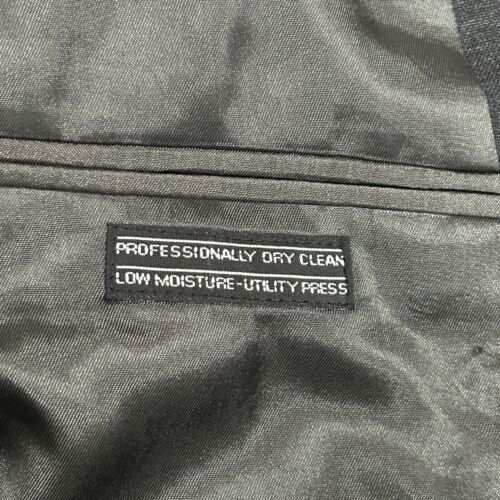 PROFESSIONALLY DRY CLEAN
LOW MOISTURE-UTILITY PRESS